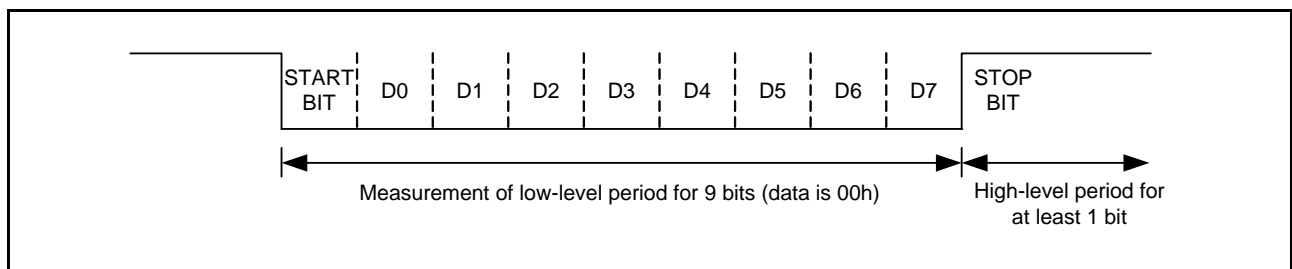 START
BIT
D0
D1
D2
D3
D4
D5
D6
D7
STOP
BIT
Measurement of low-level period for 9 bits (data is 00h)
High-level period for
at least 1 bit